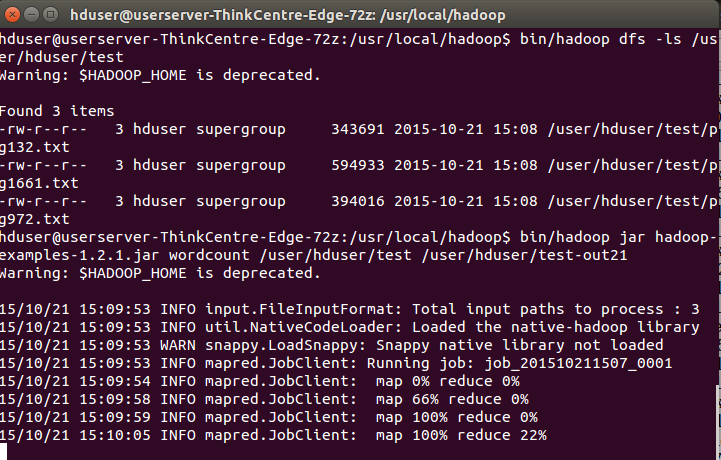 hduser@userserver-ThinkCentre-Edge-72z: /usr/local/hadoop
hduser@userserver-ThinkCentre-Edge-72z:/usr/local/hadoop$ bin/hadoop dfs -ls /us
er/hduser/test
Warning: $HADOOP_HOME is deprecated.
Found 3 items
-rw-r--r--   3 hduser supergroup     343691 2015-10-21 15:08 /user/hduser/test/p
g132.txt
-rw-r--r--   3 hduser supergroup     594933 2015-10-21 15:08 /user/hduser/test/p
g1661.txt
-rw-r--r--   3 hduser supergroup     394016 2015-10-21 15:08 /user/hduser/test/p
g972.txt
hduser@userserver-ThinkCentre-Edge-72z:/usr/local/hadoop$ bin/hadoop jar hadoop-
examples-1.2.1.jar wordcount /user/hduser/test /user/hduser/test-out21
Warning: $HADOOP_HOME is deprecated.
15/10/21 15:09:53 INFO input.FileInputFormat: Total input paths to process : 3
15/10/21 15:09:53 INFO util.NativeCodeLoader: Loaded the native-hadoop library
15/10/21 15:09:53 WARN snappy.LoadSnappy: Snappy native library not loaded
15/10/21 15:09:53 INFO mapred.JobClient: Running job: job_201510211507_0001
15/10/21 15:09:54 INFO mapred.JobClient:  map 0% reduce 0%
15/10/21 15:09:58 INFO mapred.JobClient:  map 66% reduce 0%
15/10/21 15:09:59 INFO mapred.JobClient:  map 100% reduce 0%
15/10/21 15:10:05 INFO mapred.JobClient:  map 100% reduce 22%